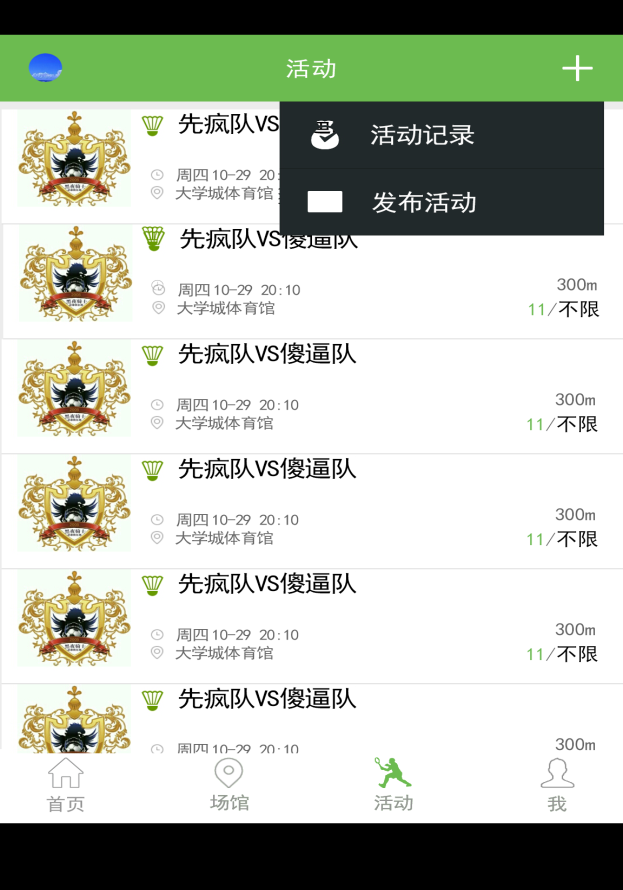 活动
活动记录
发布活动
先疯队VS
周四10-29 20:
大学城体育馆
先疯队VS傻逼队
周四10-29 20:10
300m
大学城体育馆
11/不限
先疯队VS傻逼队
周四10-29 20:10
300m
大学城体育馆
11/不限
先疯队VS傻逼队
周四10-29 20:10
300m
大学城体育馆
11/不限
先疯队VS傻逼队
周四10-29 20:10
300m
大学城体育馆
11/不限
先疯队VS傻逼队
周四10-29 20:10
300m
首页
场馆
活动
我